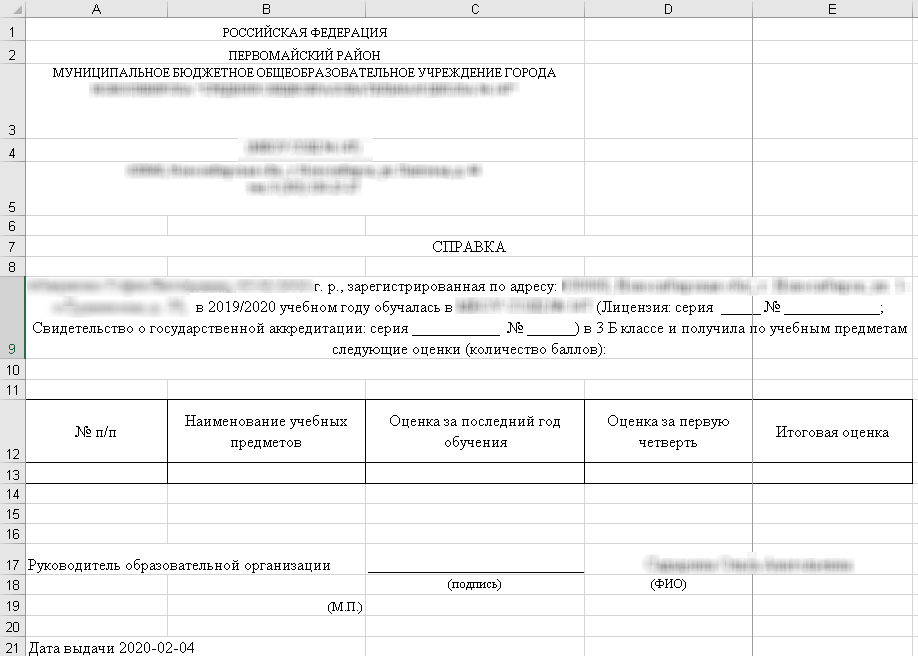 A B C D E
1 РОССИЙСКАЯ ФЕДЕРАЦИЯ
2 ПЕРВОМАЙСКИЙ РАЙОН
МУНИЦИПАЛЬНОЕ БЮДЖЕТНОЕ ОБЩЕОБРАЗОВАТЕЛЬНОЕ УЧРЕЖДЕНИЕ ГОРОДА
3
4
5
6
7 СПРАВКА
8
г. р., зарегистрированная по адресу:
в 2019/2020 учебном году обучалась в (Лицензия: серия ______ № ____________;
Свидетельство о государственной аккредитации: серия ___________ № ______) в 3 Б классе и получила по учебным предметам
9 следующие оценки (количество баллов):
10
11
12 № п/п Наименование учебных предметов Оценка за последний год обучения Оценка за первую четверть Итоговая оценка
13
14
15
16
17 Руководитель образовательной организации
18 (подпись) (ФИО)
19 (М.П.)
20
21 Дата выдачи 2020-02-04